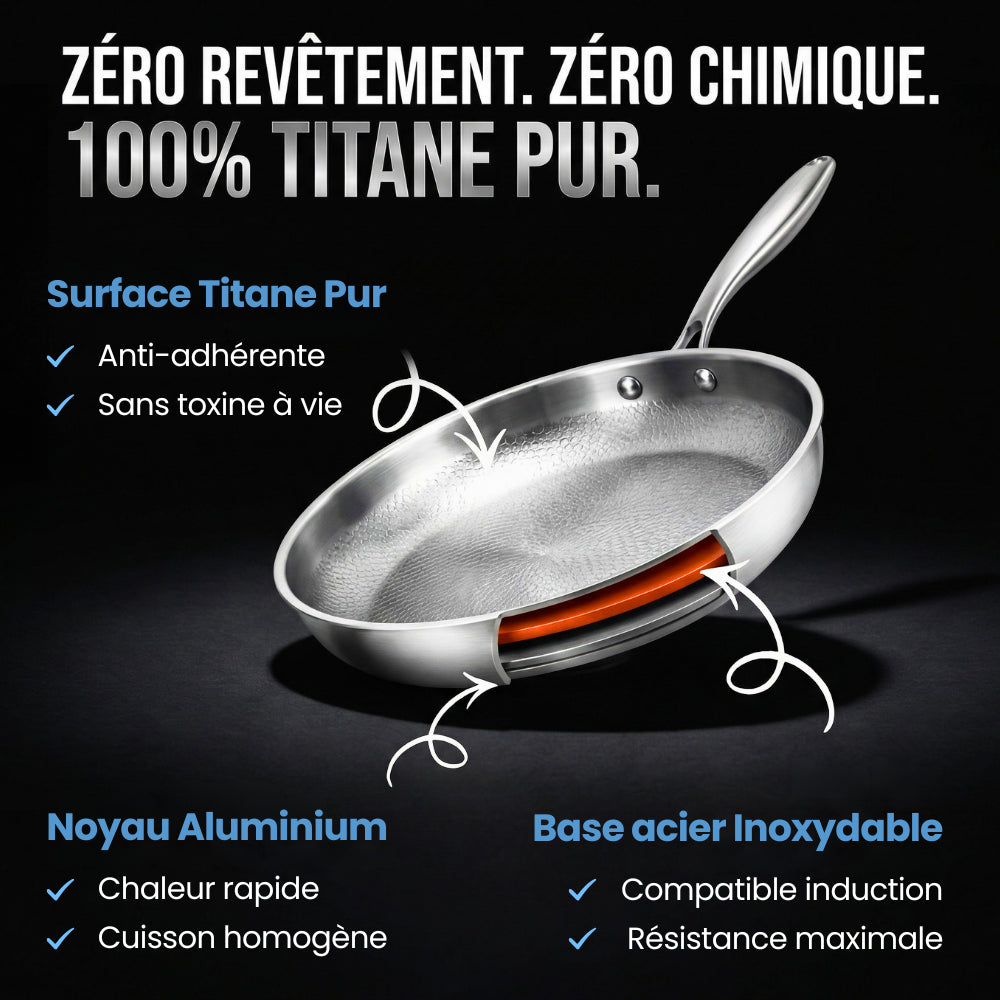 ZÉRO REVÊTEMENT. ZÉRO CHIMIQUE.
100% TITANE PUR.
Surface Titane Pur
Anti-adhérente
Sans toxine à vie
Noyau Aluminium
Chaleur rapide
Cuisson homogène
Base acier Inoxydable
Compatible induction
Résistance maximale